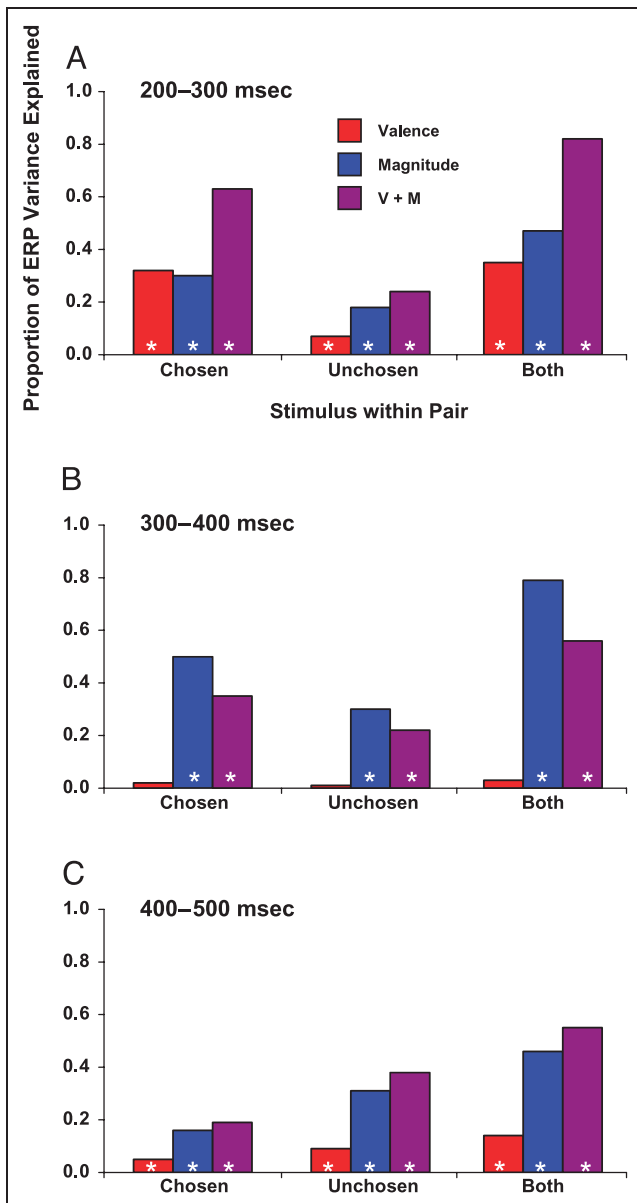 Proportion of ERP Variance Explained
A
200–300 msec
Valence
Magnitude
V + M
1.0
0.8
0.6
0.4
0.2
0.0
* * * * * * * * *
Chosen Unchosen Both
Stimulus within Pair
B
300–400 msec
1.0
0.8
0.6
0.4
0.2
0.0
* * * * * *
Chosen Unchosen Both
C
400–500 msec
1.0
0.8
0.6
0.4
0.2
0.0
* * * * * * * * *
Chosen Unchosen Both